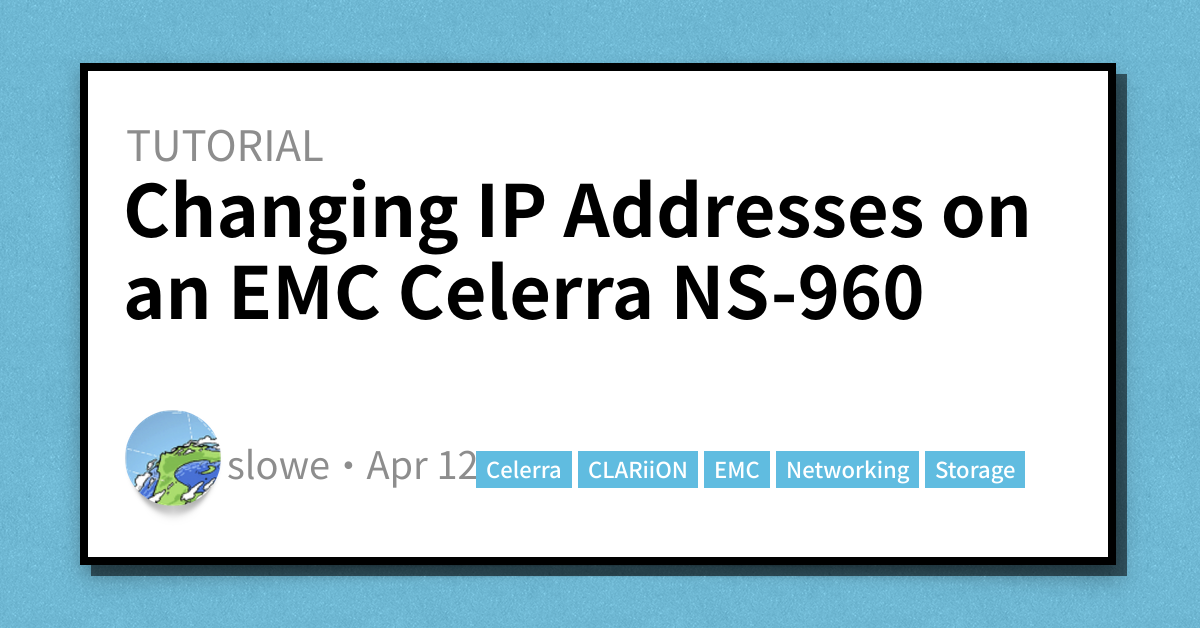 TUTORIAL
Changing IP Addresses on
an EMC Celerra NS-960
slowe • Apr 12 Celerra CLARiiON EMC Networking Storage